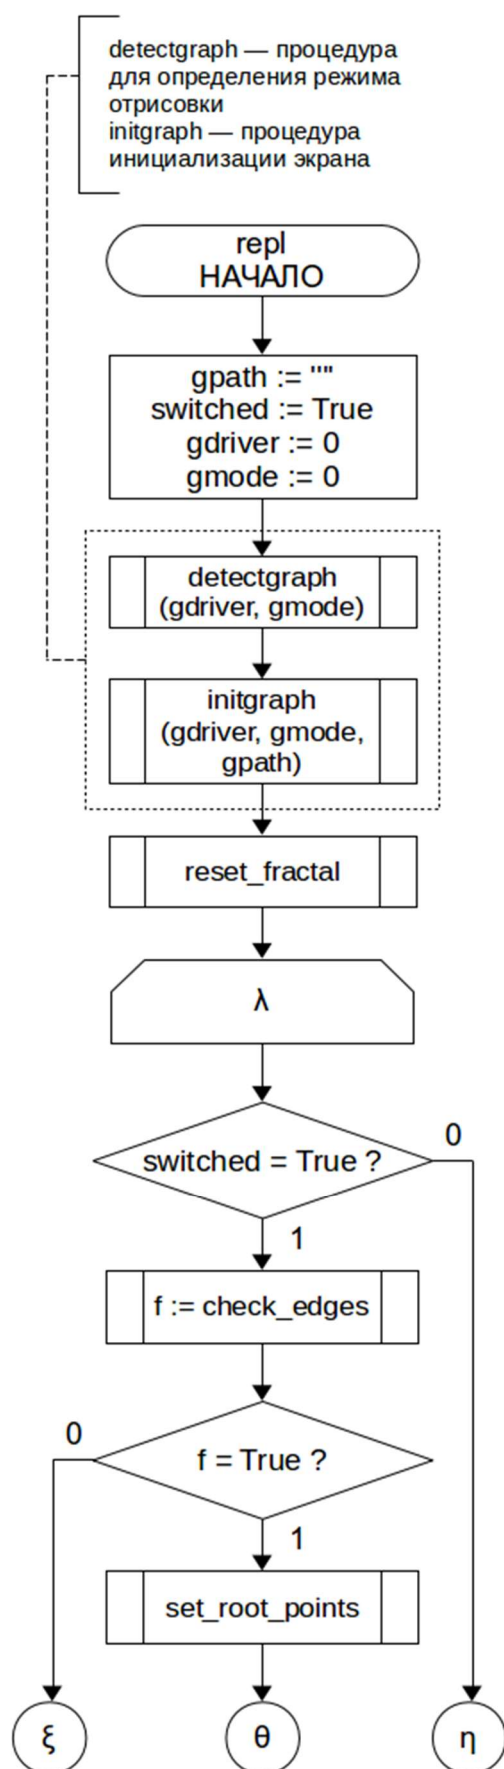 detectgraph — процедура
для определения режима
отрисовки
initgraph — процедура
инициализации экрана
repl
НАЧАЛО
gpath := ""
switched := True
gdriver := 0
gmode := 0
detectgraph
(gdriver, gmode)
initgraph
(gdriver, gmode,
gpath)
reset_fractal
λ
switched = True ?
0
1
f := check_edges
0
f = True ?
1
set_root_points
ξ
θ
η